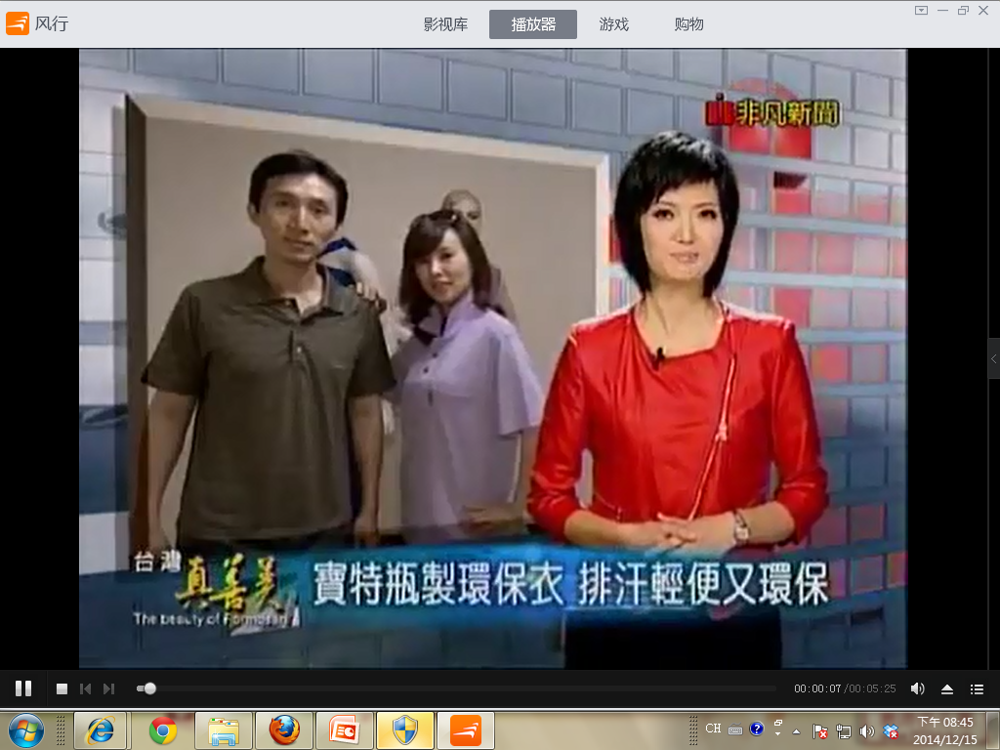 风行
影视库 播放器 游戏 购物
非凡新聞
台灣
真善美
The beauty of Formosan
寶特瓶製環保衣 排汗輕便又環保
00:00:07/00:05:25
CH
下午 08:45
2014/12/15